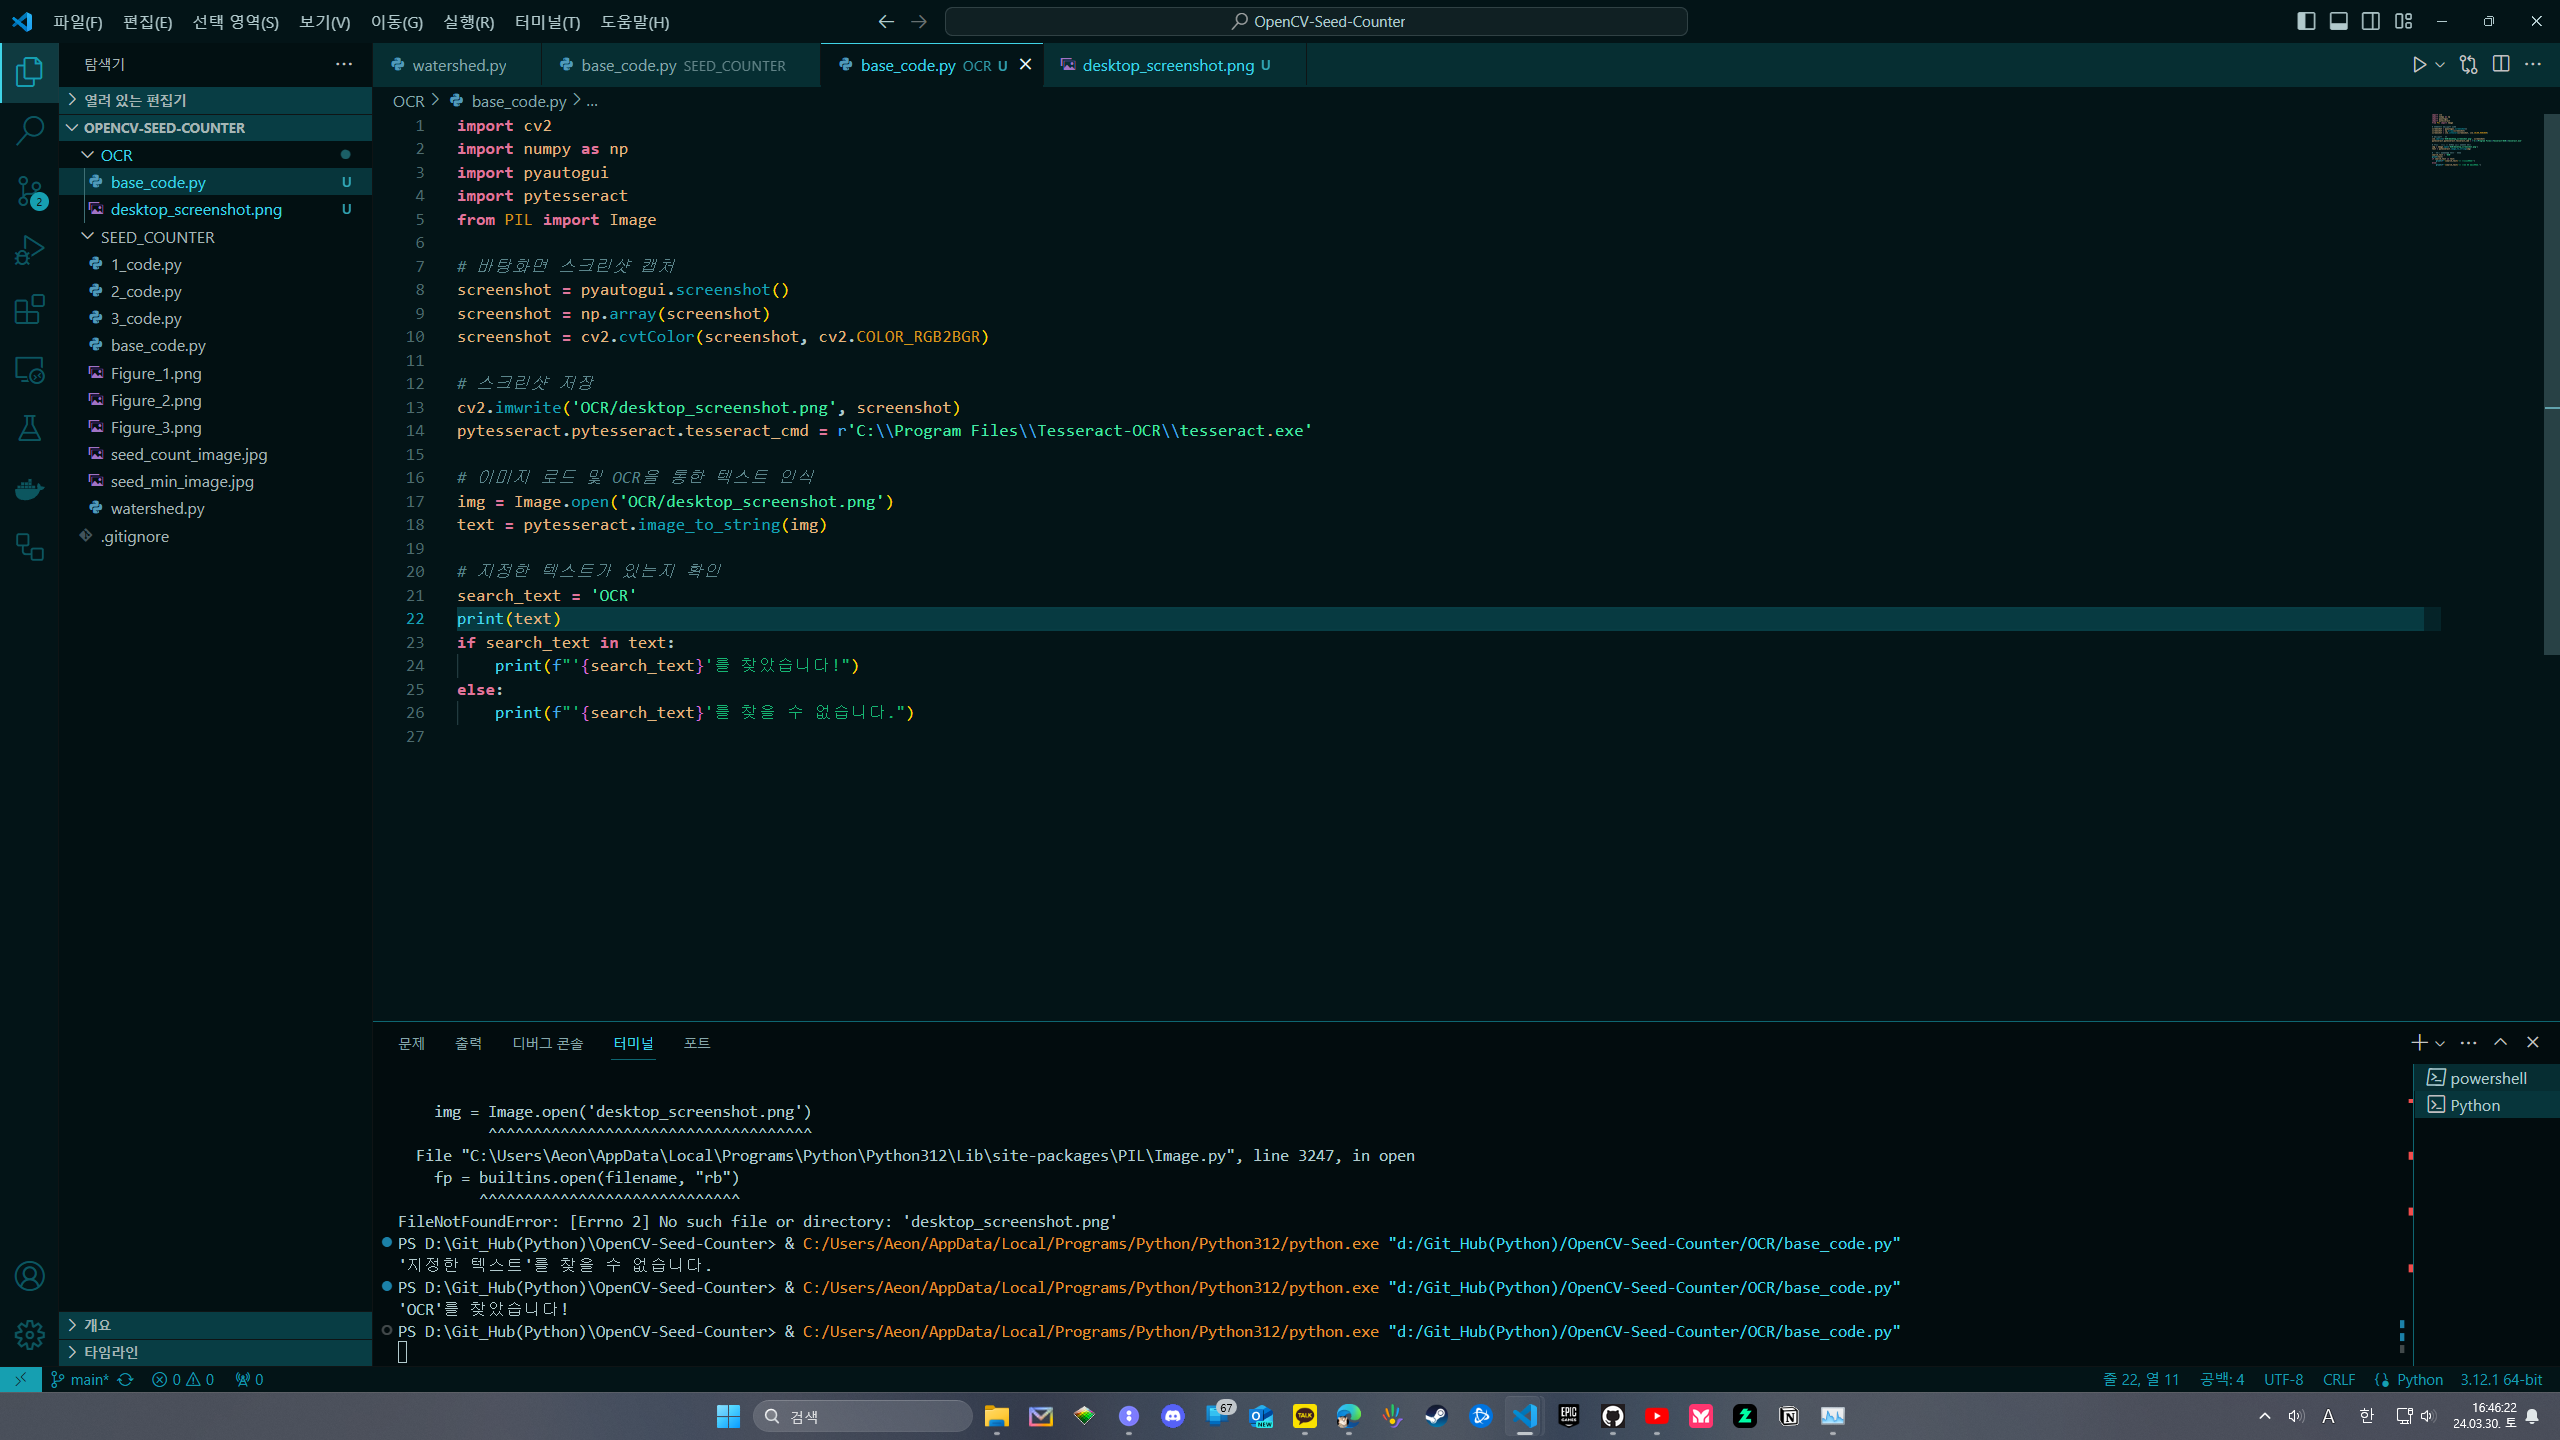 파일(F) 편집(E) 선택 영역(S) 보기(V) 이동(G) 실행(R) 터미널(T) 도움말(H) OpenCV-Seed-Counter
탐색기
열려 있는 편집기
OPENCV-SEED-COUNTER
OCR
base_code.py U
desktop_screenshot.png U
SEED_COUNTER
1_code.py
2_code.py
3_code.py
base_code.py
Figure_1.png
Figure_2.png
Figure_3.png
seed_count_image.jpg
seed_min_image.jpg
watershed.py
.gitignore
개요
타임라인
2
watershed.py base_code.py SEED_COUNTER base_code.py OCR U desktop_screenshot.png U
OCR > base_code.py > ...
1 import cv2
2 import numpy as np
3 import pyautogui
4 import pytesseract
5 from PIL import Image
6
7 # 바탕화면 스크린샷 캡처
8 screenshot = pyautogui.screenshot()
9 screenshot = np.array(screenshot)
10 screenshot = cv2.cvtColor(screenshot, cv2.COLOR_RGB2BGR)
11
12 # 스크린샷 저장
13 cv2.imwrite('OCR/desktop_screenshot.png', screenshot)
14 pytesseract.pytesseract.tesseract_cmd = r'C:\\Program Files\\Tesseract-OCR\\tesseract.exe'
15
16 # 이미지 로드 및 OCR을 통한 텍스트 인식
17 img = Image.open('OCR/desktop_screenshot.png')
18 text = pytesseract.image_to_string(img)
19
20 # 지정한 텍스트가 있는지 확인
21 search_text = 'OCR'
22 print(text)
23 if search_text in text:
24 print(f"'{search_text}'를 찾았습니다!")
25 else:
26 print(f"'{search_text}'를 찾을 수 없습니다.")
27
문제 출력 디버그 콘솔 터미널 포트
powershell
Python
img = Image.open('desktop_screenshot.png')
^^^^^^^^^^^^^^^^^^^^^^^^^^^^^^^^^^^^
File "C:\Users\Aeon\AppData\Local\Programs\Python\Python312\Lib\site-packages\PIL\Image.py", line 3247, in open
fp = builtins.open(filename, "rb")
^^^^^^^^^^^^^^^^^^^^^^^^^^^^^
FileNotFoundError: [Errno 2] No such file or directory: 'desktop_screenshot.png'
PS D:\Git_Hub(Python)\OpenCV-Seed-Counter> & C:/Users/Aeon/AppData/Local/Programs/Python/Python312/python.exe "d:/Git_Hub(Python)/OpenCV-Seed-Counter/OCR/base_code.py"
'지정한 텍스트'를 찾을 수 없습니다.
PS D:\Git_Hub(Python)\OpenCV-Seed-Counter> & C:/Users/Aeon/AppData/Local/Programs/Python/Python312/python.exe "d:/Git_Hub(Python)/OpenCV-Seed-Counter/OCR/base_code.py"
'OCR'를 찾았습니다!
PS D:\Git_Hub(Python)\OpenCV-Seed-Counter> & C:/Users/Aeon/AppData/Local/Programs/Python/Python312/python.exe "d:/Git_Hub(Python)/OpenCV-Seed-Counter/OCR/base_code.py"
main* 0 0 0 줄 22, 열 11 공백: 4 UTF-8 CRLF Python 3.12.1 64-bit
검색 67 NEW TALK EPIC GAMES A 한 16:46:22
24.03.30. 토